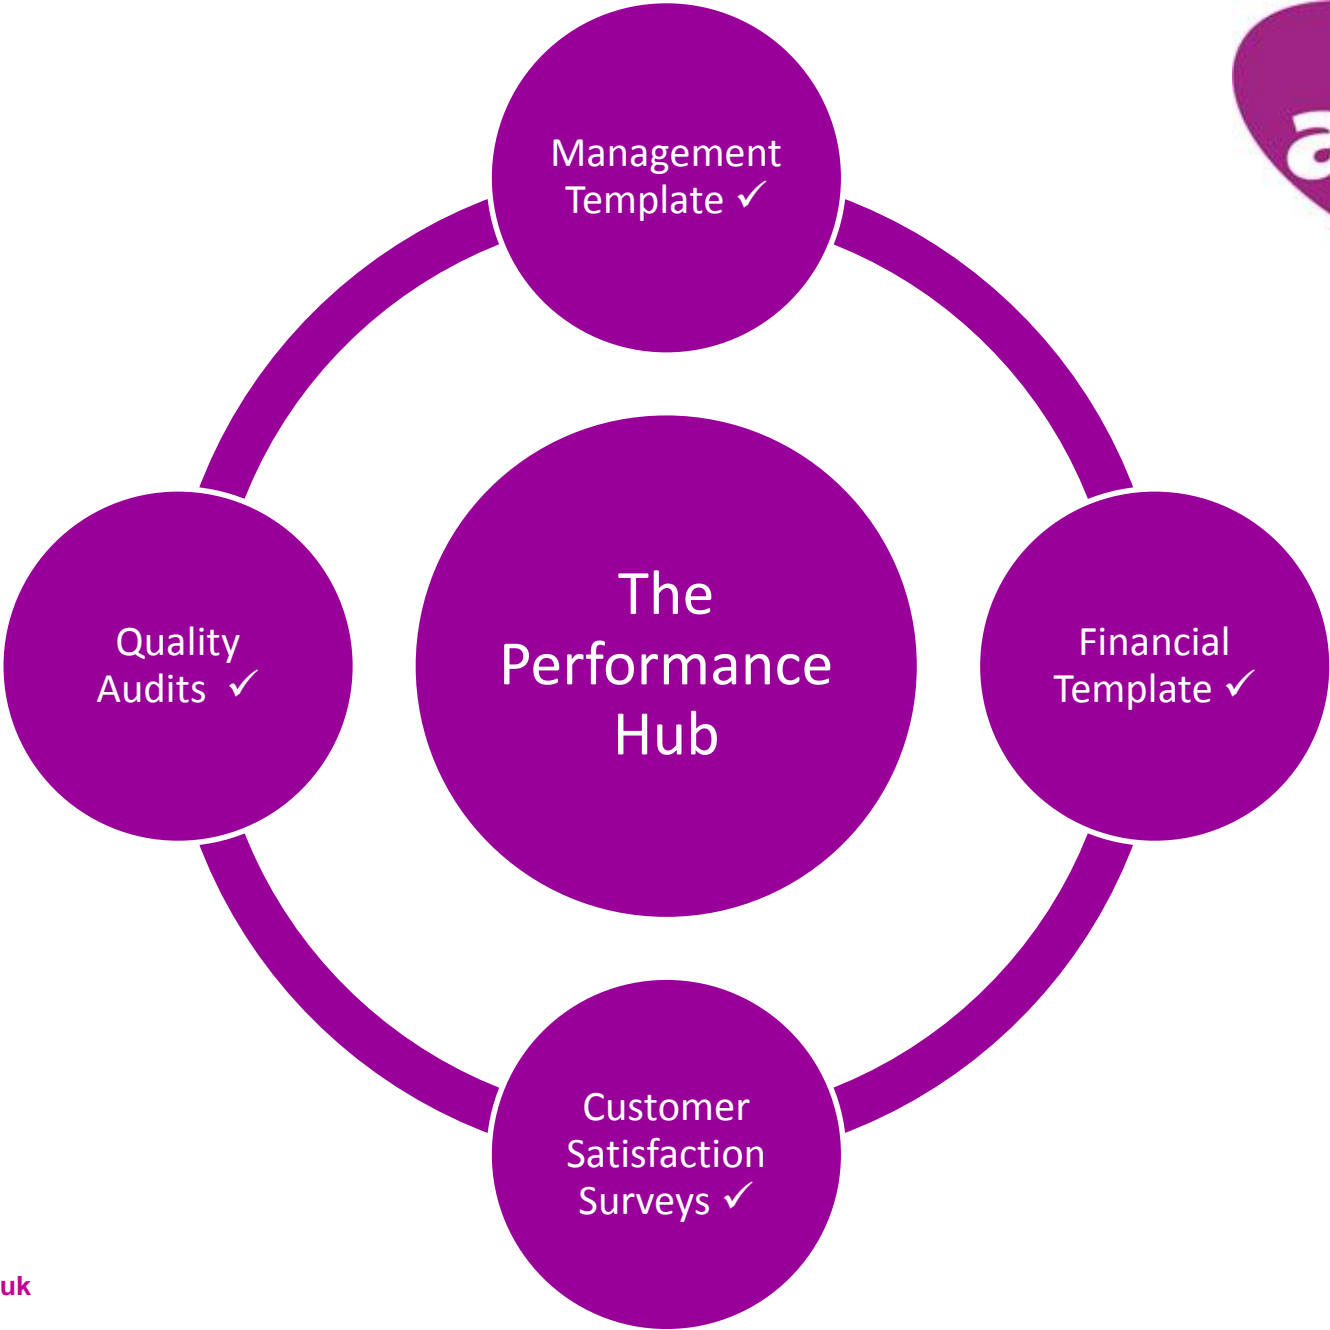 Management
Template ✓
a
The
Performance
Hub
Quality
Audits ✓
Financial
Template ✓
Customer
Satisfaction
Surveys ✓
uk